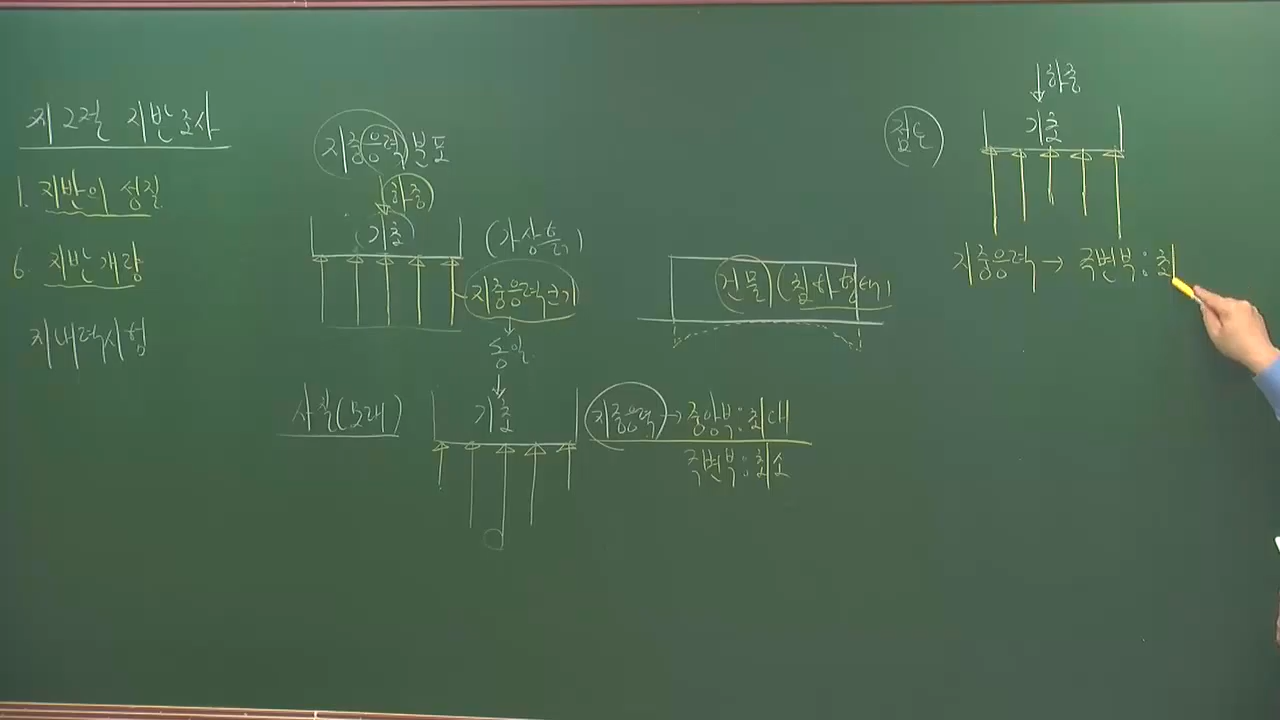 제2절 지반조사
1. 지반의 성질
6. 지반개량
지내력시험
지중응력 분포
하중
기초
(가상하중)
지중응력크기
동일
사질(모래)
기초
지중응력 → 중앙부:최대
주변부:최소
건물 (침하형태)
점토
하중
기초
지중응력 → 주변부:최